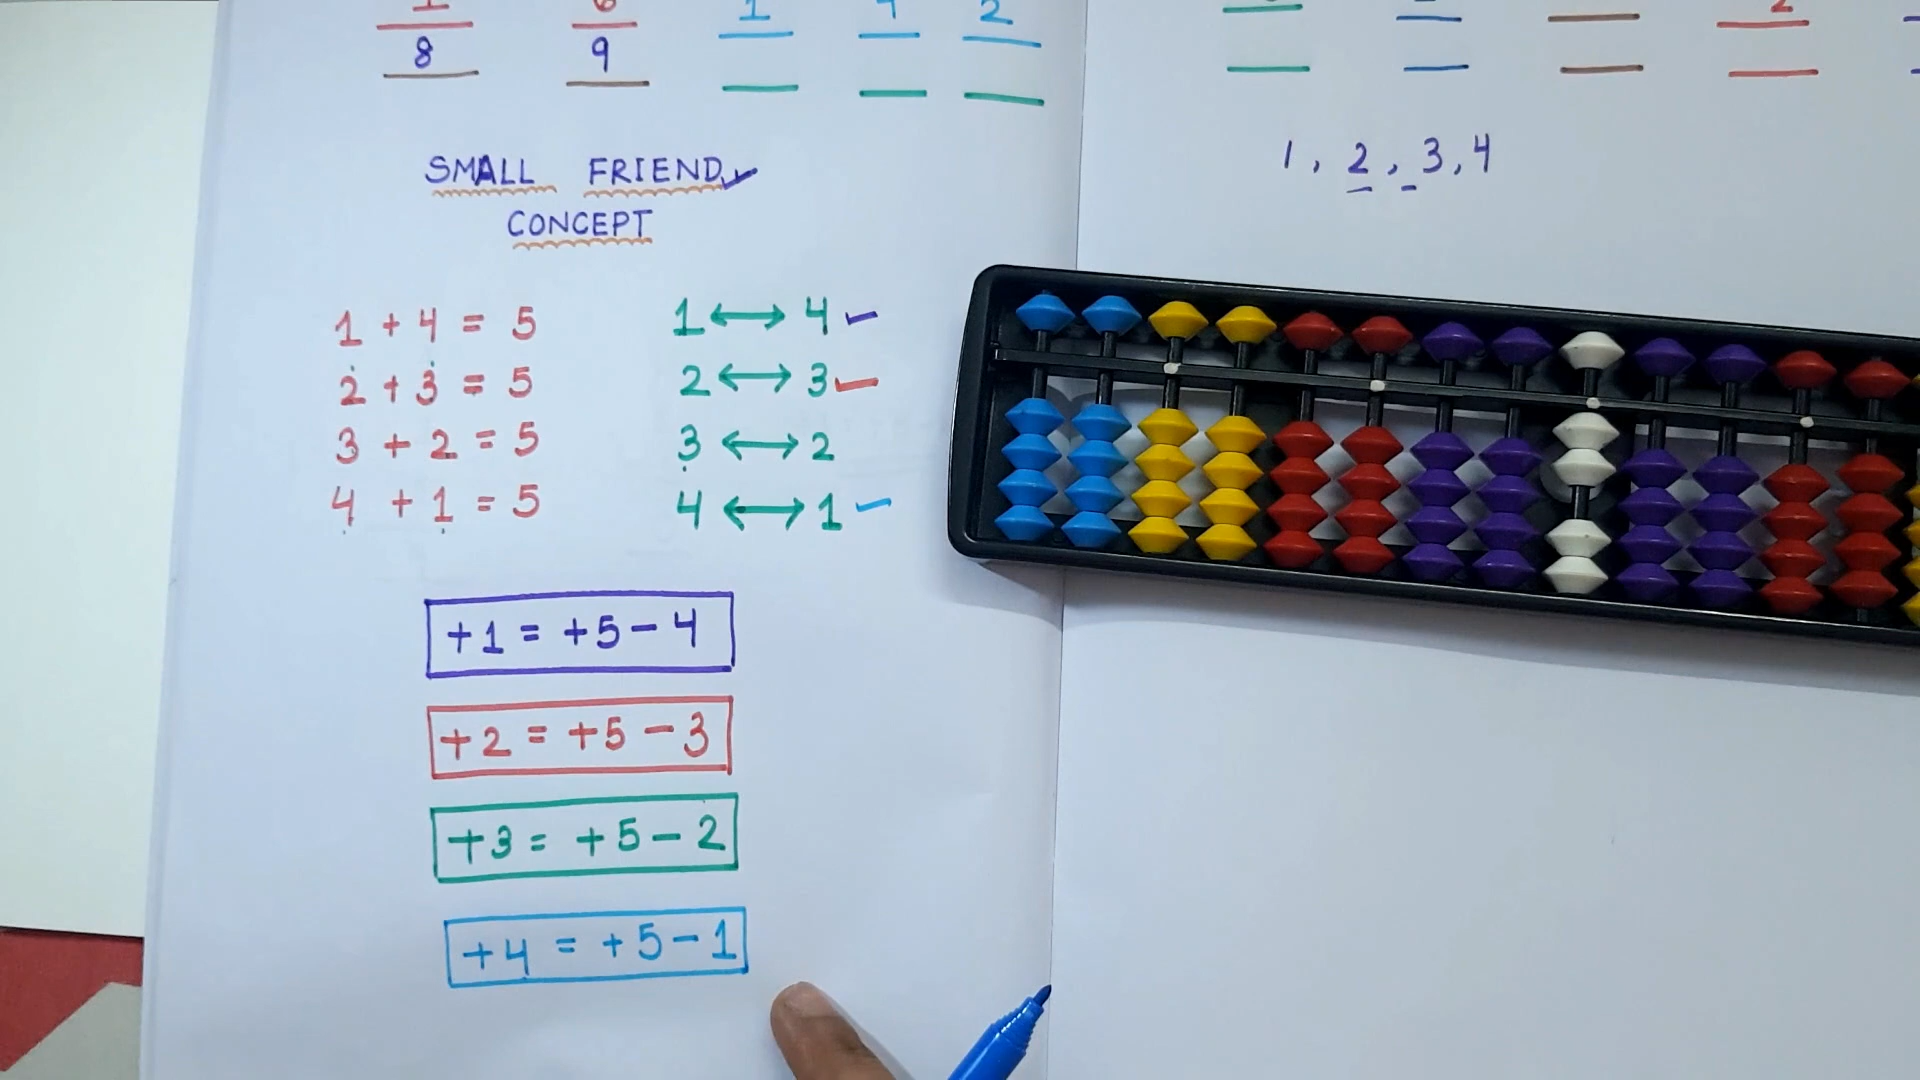 8 9
SMALL FRIEND
CONCEPT
1 + 4 = 5
2 + 3 = 5
3 + 2 = 5
4 + 1 = 5
1 ↔ 4
2 ↔ 3
3 ↔ 2
4 ↔ 1
+1 = +5 - 4
+2 = +5 - 3
+3 = +5 - 2
+4 = +5 - 1
1, 2, 3, 4